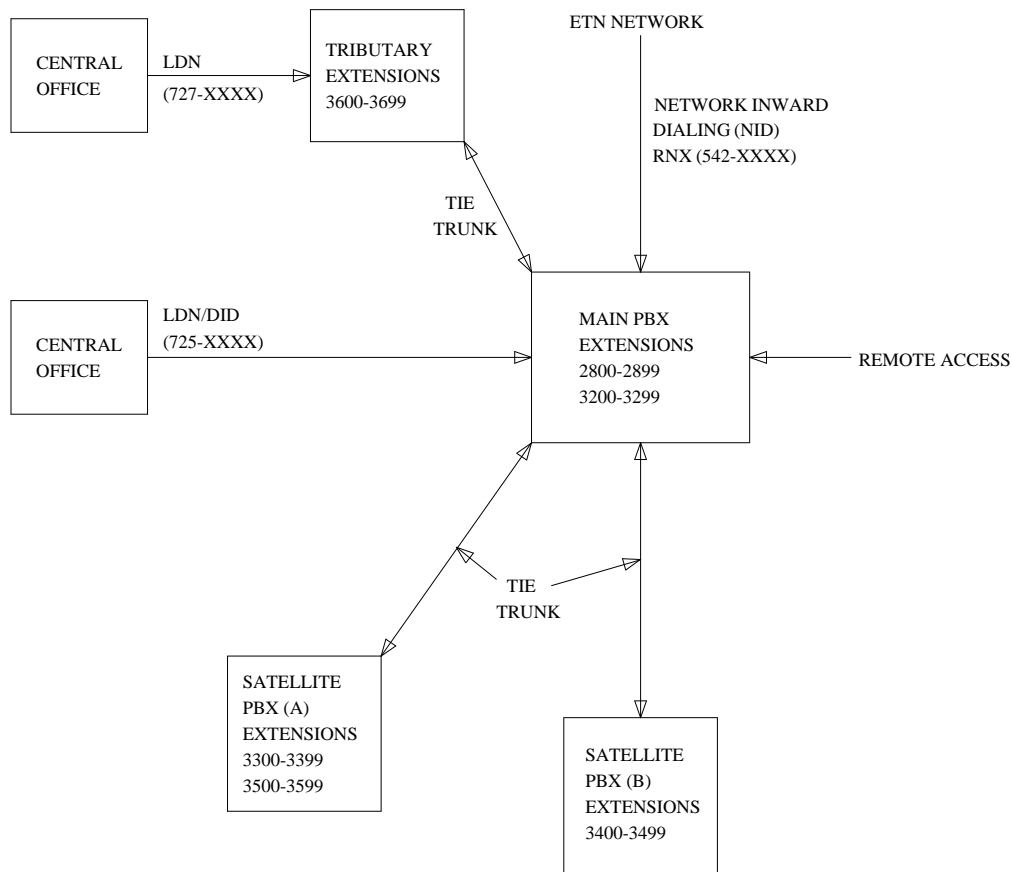 ETN NETWORK
CENTRAL
OFFICE
LDN
(727-XXXX)
TRIBUTARY
EXTENSIONS
3600-3699
NETWORK INWARD
DIALING (NID)
RNX (542-XXXX)
TIE
TRUNK
CENTRAL
OFFICE
LDN/DID
(725-XXXX)
MAIN PBX
EXTENSIONS
2800-2899
3200-3299
REMOTE ACCESS
TIE
TRUNK
SATELLITE
PBX (A)
EXTENSIONS
3300-3399
3500-3599
SATELLITE
PBX (B)
EXTENSIONS
3400-3499